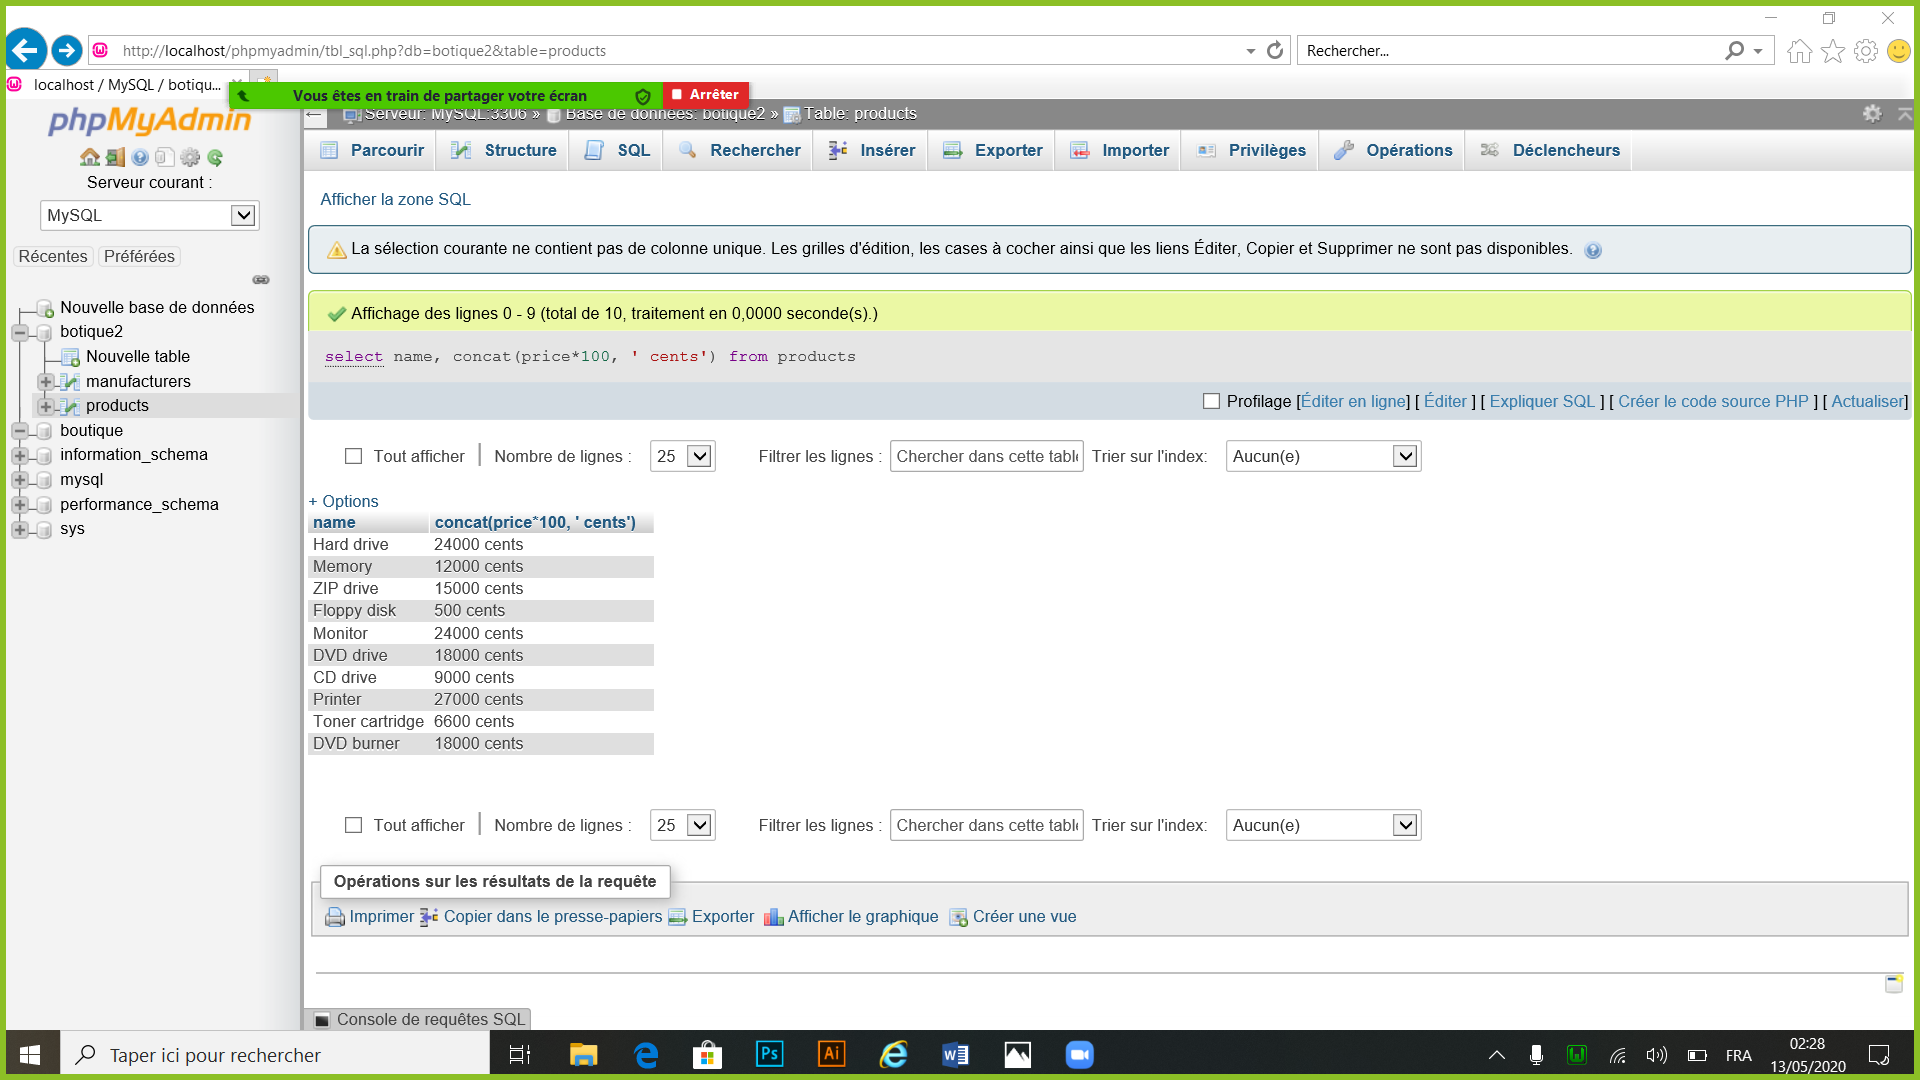 http://localhost/phpmyadmin/tbl_sql.php?db=botique2&table=products
Rechercher...
localhost / MySQL / botiqu...
Vous êtes en train de partager votre écran
Arrêter
phpMyAdmin
Serveur: MySQL:3306 » Base de données: botique2 » Table: products
Parcourir Structure SQL Rechercher Insérer Exporter Importer Privilèges Opérations Déclencheurs
Serveur courant :
MySQL
Récentes Préférées
Nouvelle base de données
botique2
Nouvelle table
manufacturers
products
boutique
information_schema
mysql
performance_schema
sys
Afficher la zone SQL
La sélection courante ne contient pas de colonne unique. Les grilles d'édition, les cases à cocher ainsi que les liens Éditer, Copier et Supprimer ne sont pas disponibles.
Affichage des lignes 0 - 9 (total de 10, traitement en 0,0000 seconde(s).)
select name, concat(price*100, ' cents') from products
Profilage [Éditer en ligne] [ Éditer ] [ Expliquer SQL ] [ Créer le code source PHP ] [ Actualiser]
Tout afficher | Nombre de lignes : 25 Filtrer les lignes : Chercher dans cette table Trier sur l'index: Aucun(e)
+ Options
name concat(price*100, ' cents')
Hard drive 24000 cents
Memory 12000 cents
ZIP drive 15000 cents
Floppy disk 500 cents
Monitor 24000 cents
DVD drive 18000 cents
CD drive 9000 cents
Printer 27000 cents
Toner cartridge 6600 cents
DVD burner 18000 cents
Tout afficher | Nombre de lignes : 25 Filtrer les lignes : Chercher dans cette table Trier sur l'index: Aucun(e)
Opérations sur les résultats de la requête
Imprimer Copier dans le presse-papiers Exporter Afficher le graphique Créer une vue
Console de requêtes SQL
Taper ici pour rechercher
Ps
Ai
FRA
02:28
13/05/2020